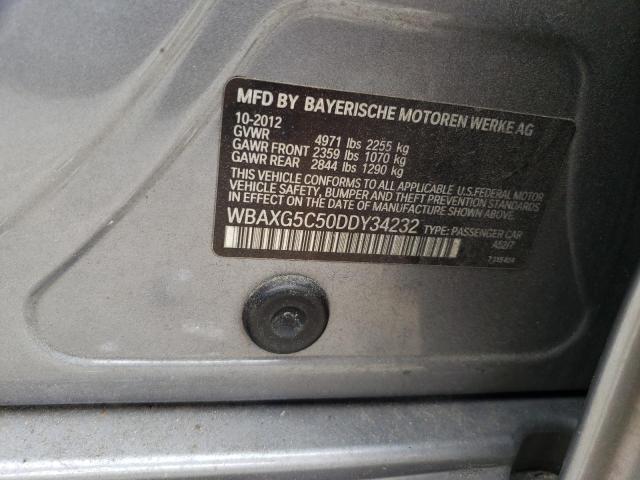 MFD BY BAYERISCHE MOTOREN WERKE AG
10-2012
GVWR 4971 lbs 2255 kg
GAWR FRONT 2359 lbs 1070 kg
GAWR REAR 2844 lbs 1290 kg
THIS VEHICLE CONFORMS TO ALL APPLICABLE U.S.FEDERAL MOTOR
VEHICLE SAFETY, BUMPER AND THEFT PREVENTION STANDARDS
IN EFFECT ON THE DATE OF MANUFACTURE SHOWN ABOVE.
WBAXG5C50DDY34232 TYPE: PASSENGER CAR
A52/7